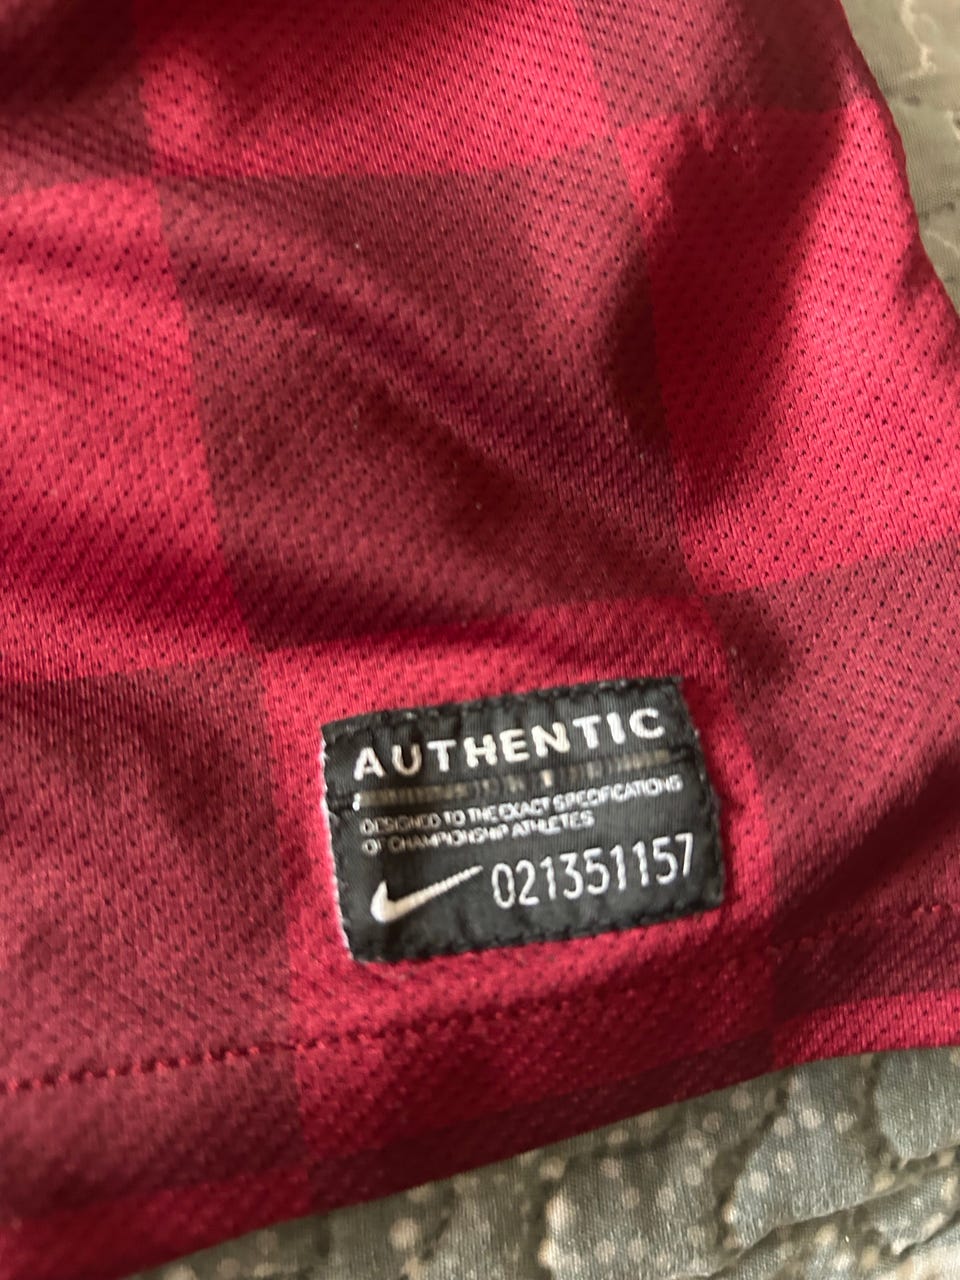 AUTHENTIC
DESIGNED TO THE EXACT SPECIFICATIONS
OF CHAMPIONSHIP ATHLETES
021351157